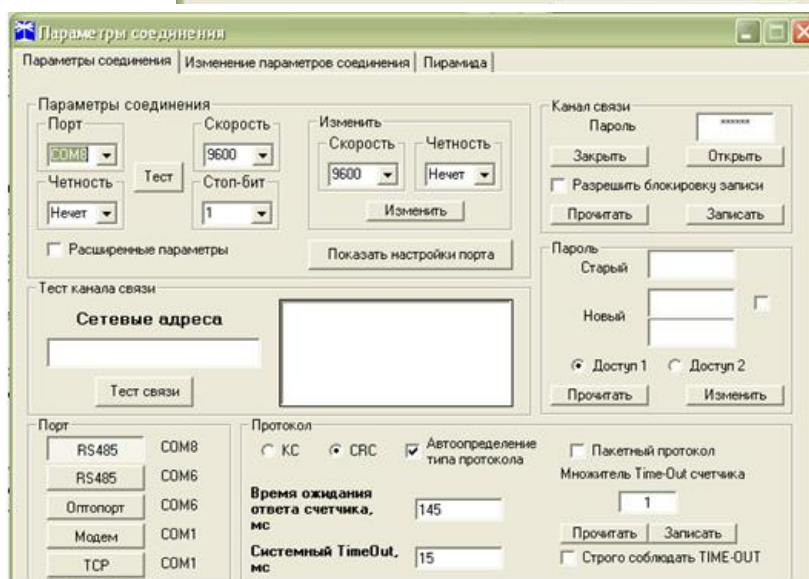 Параметры соединения
Параметры соединения Изменение параметров соединения Пирамида
Параметры соединения
Порт
COM8
Скорость
9600
Тест
Четность
Нечет
Стоп-бит
1
Расширенные параметры
Изменить
Скорость
9600
Четность
Нечет
Изменить
Показать настройки порта
Канал связи
Пароль
******
Закрыть Открыть
Разрешить блокировку записи
Прочитать Записать
Пароль
Старый
Новый
Доступ 1 Доступ 2
Прочитать Изменить
Тест канала связи
Сетевые адреса
Тест связи
Порт
RS485 COM8
RS485 COM6
Оптопорт COM6
Модем COM1
TCP COM1
Протокол
КС CRC
Автоопределение
типа протокола
Время ожидания
ответа счетчика,
мс
145
Системный TimeOut,
мс
15
Пакетный протокол
Множитель Time-Out счетчика
1
Прочитать Записать
Строго соблюдать TIME-OUT